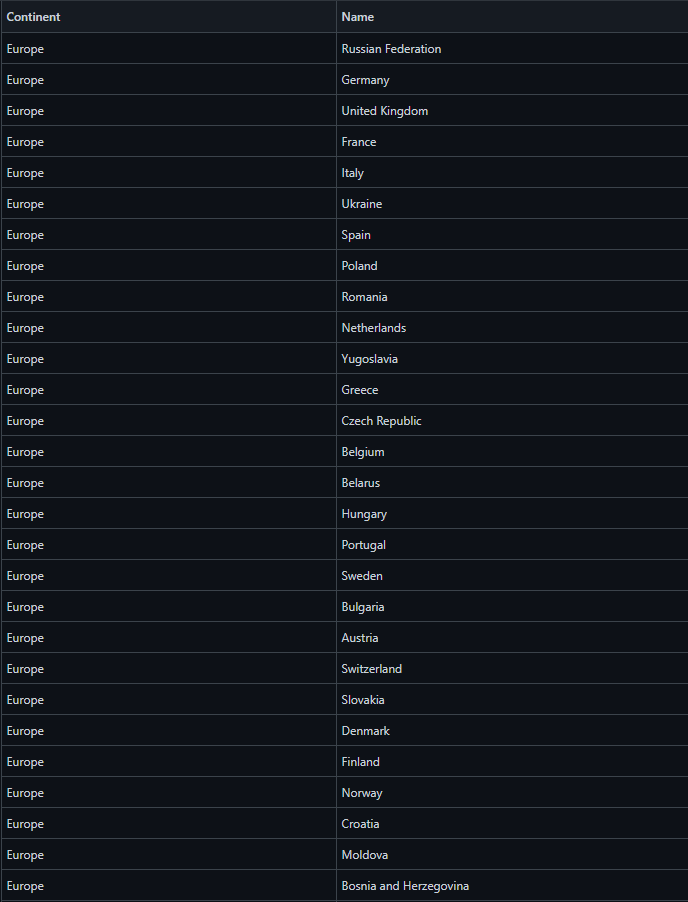 Continent Name
Europe Russian Federation
Europe Germany
Europe United Kingdom
Europe France
Europe Italy
Europe Ukraine
Europe Spain
Europe Poland
Europe Romania
Europe Netherlands
Europe Yugoslavia
Europe Greece
Europe Czech Republic
Europe Belgium
Europe Belarus
Europe Hungary
Europe Portugal
Europe Sweden
Europe Bulgaria
Europe Austria
Europe Switzerland
Europe Slovakia
Europe Denmark
Europe Finland
Europe Norway
Europe Croatia
Europe Moldova
Europe Bosnia and Herzegovina